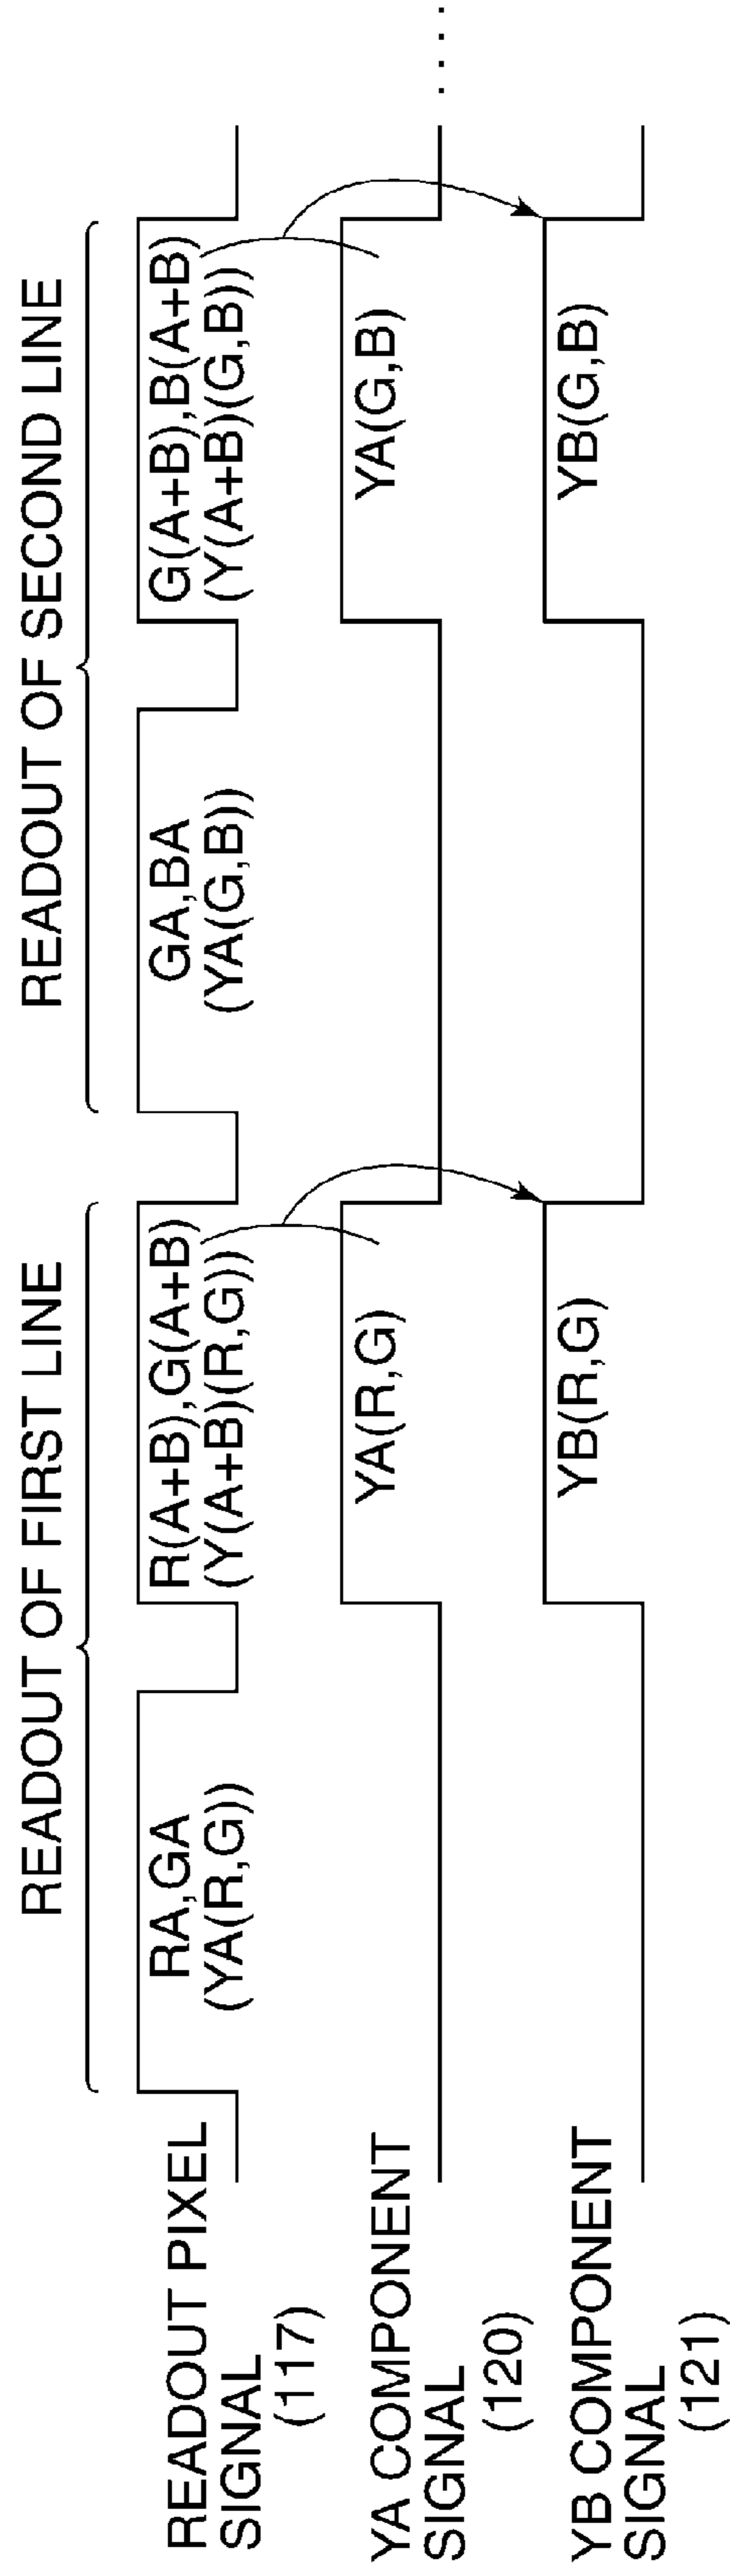 READOUT OF FIRST LINE
READOUT OF SECOND LINE
READOUT PIXEL
SIGNAL
(117)
RA,GA
(YA(R,G))
R(A+B),G(A+B)
(Y(A+B)(R,G))
GA,BA
(YA(G,B))
G(A+B),B(A+B)
(Y(A+B)(G,B))
YA COMPONENT
SIGNAL
(120)
YA(R,G)
YA(G,B)
. . . .
YB COMPONENT
SIGNAL
(121)
YB(R,G)
YB(G,B)